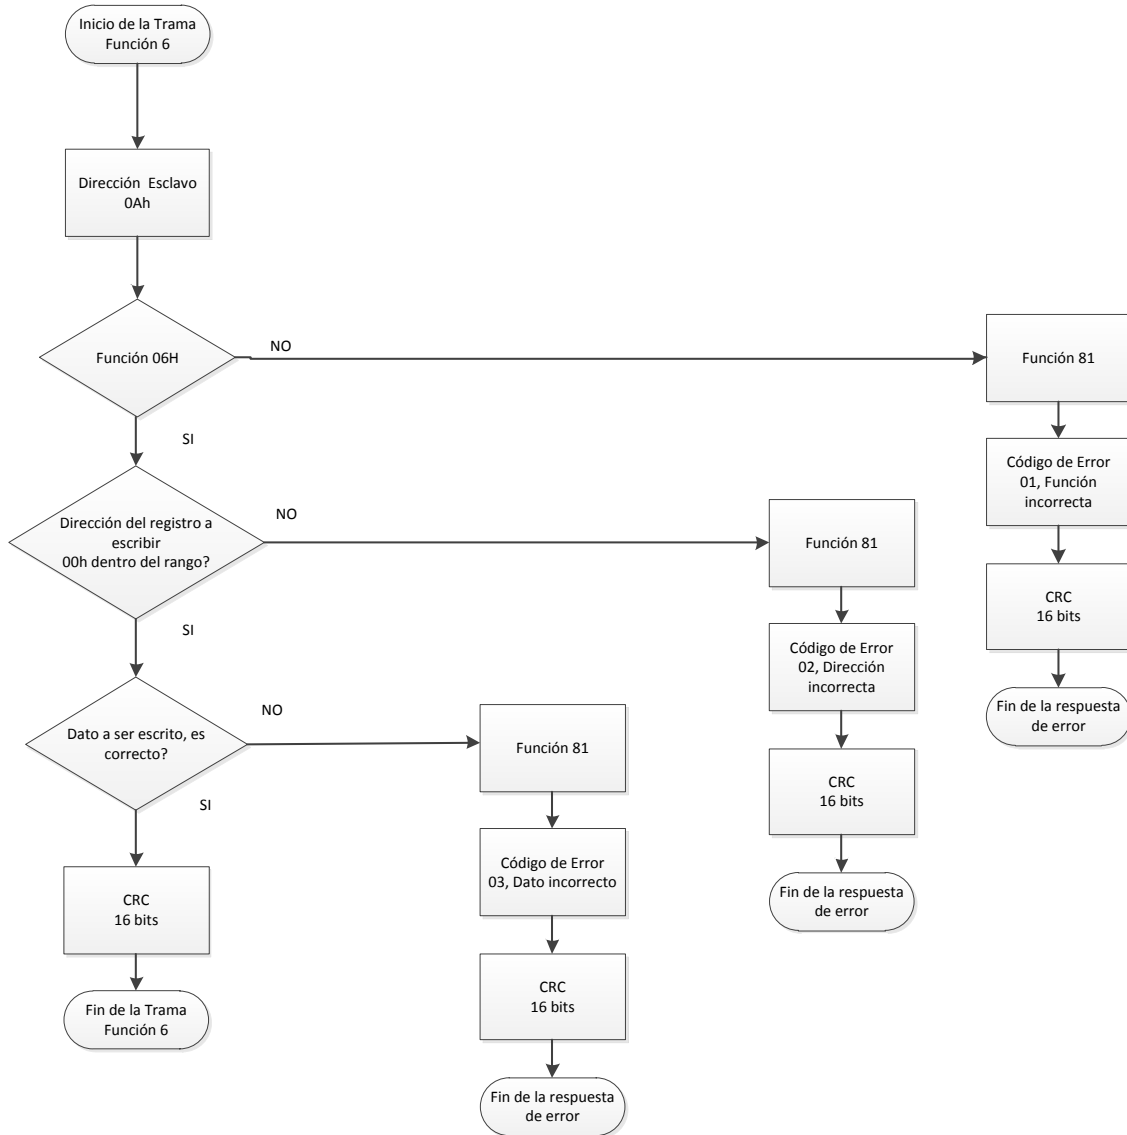 Inicio de la Trama
Función 6
Dirección Esclavo
0Ah
Función 06H
NO
SI
Función 81
Código de Error
01, Función
incorrecta
CRC
16 bits
Fin de la respuesta
de error
Dirección del registro a
escribir
00h dentro del rango?
NO
SI
Función 81
Código de Error
02, Dirección
incorrecta
CRC
16 bits
Fin de la respuesta
de error
Dato a ser escrito, es
correcto?
NO
SI
Función 81
Código de Error
03, Dato incorrecto
CRC
16 bits
Fin de la respuesta
de error
CRC
16 bits
Fin de la Trama
Función 6